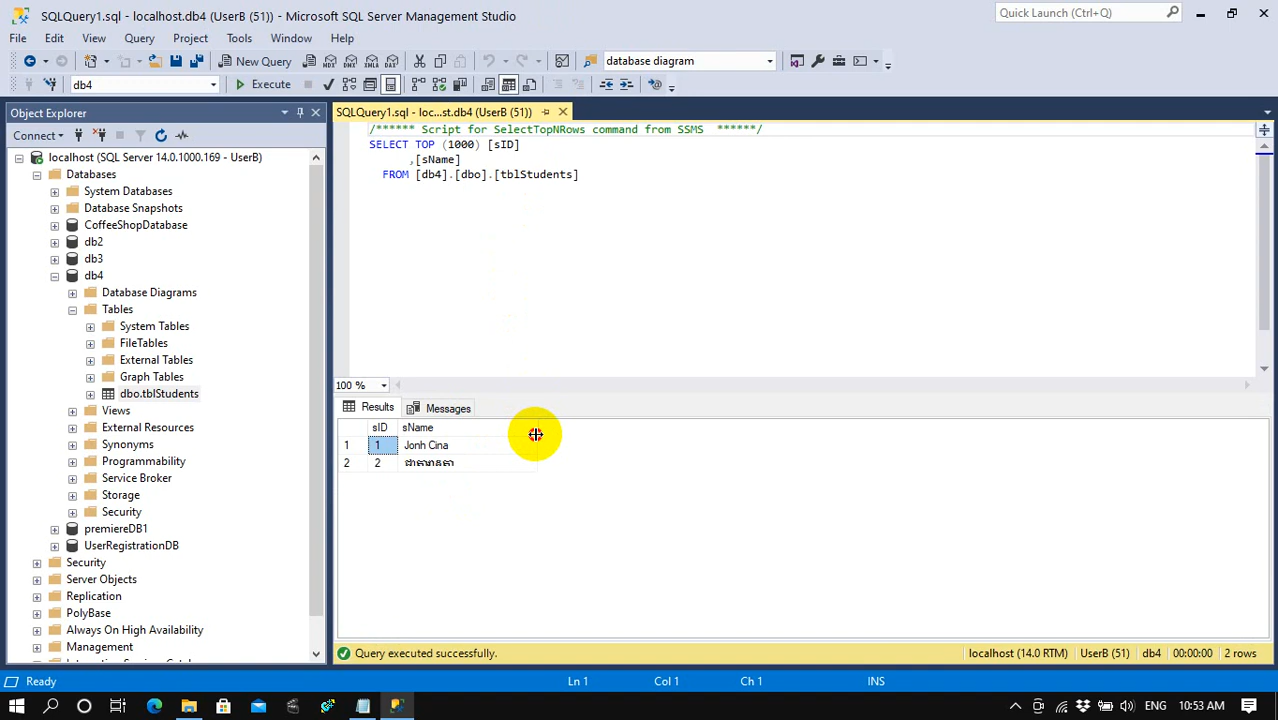 SQLQuery1.sql - localhost.db4 (UserB (51)) - Microsoft SQL Server Management Studio
Quick Launch (Ctrl+Q)
File Edit View Query Project Tools Window Help
New Query
database diagram
db4
Execute
Object Explorer
SQLQuery1.sql - loc...st.db4 (UserB (51))
Connect
/****** Script for SelectTopNRows command from SSMS ******/
SELECT TOP (1000) [sID]
,[sName]
FROM [db4].[dbo].[tblStudents]
localhost (SQL Server 14.0.1000.169 - UserB)
Databases
System Databases
Database Snapshots
CoffeeShopDatabase
db2
db3
db4
Database Diagrams
Tables
System Tables
FileTables
External Tables
Graph Tables
dbo.tblStudents
Views
External Resources
Synonyms
Programmability
Service Broker
Storage
Security
premiereDB1
UserRegistrationDB
Security
Server Objects
Replication
PolyBase
Always On High Availability
Management
100 %
Results Messages
sID sName
1 1 Jonh Cina
2 2
Query executed successfully.
localhost (14.0 RTM) UserB (51) db4 00:00:00 2 rows
Ready Ln 1 Col 1 Ch 1 INS
ENG 10:53 AM